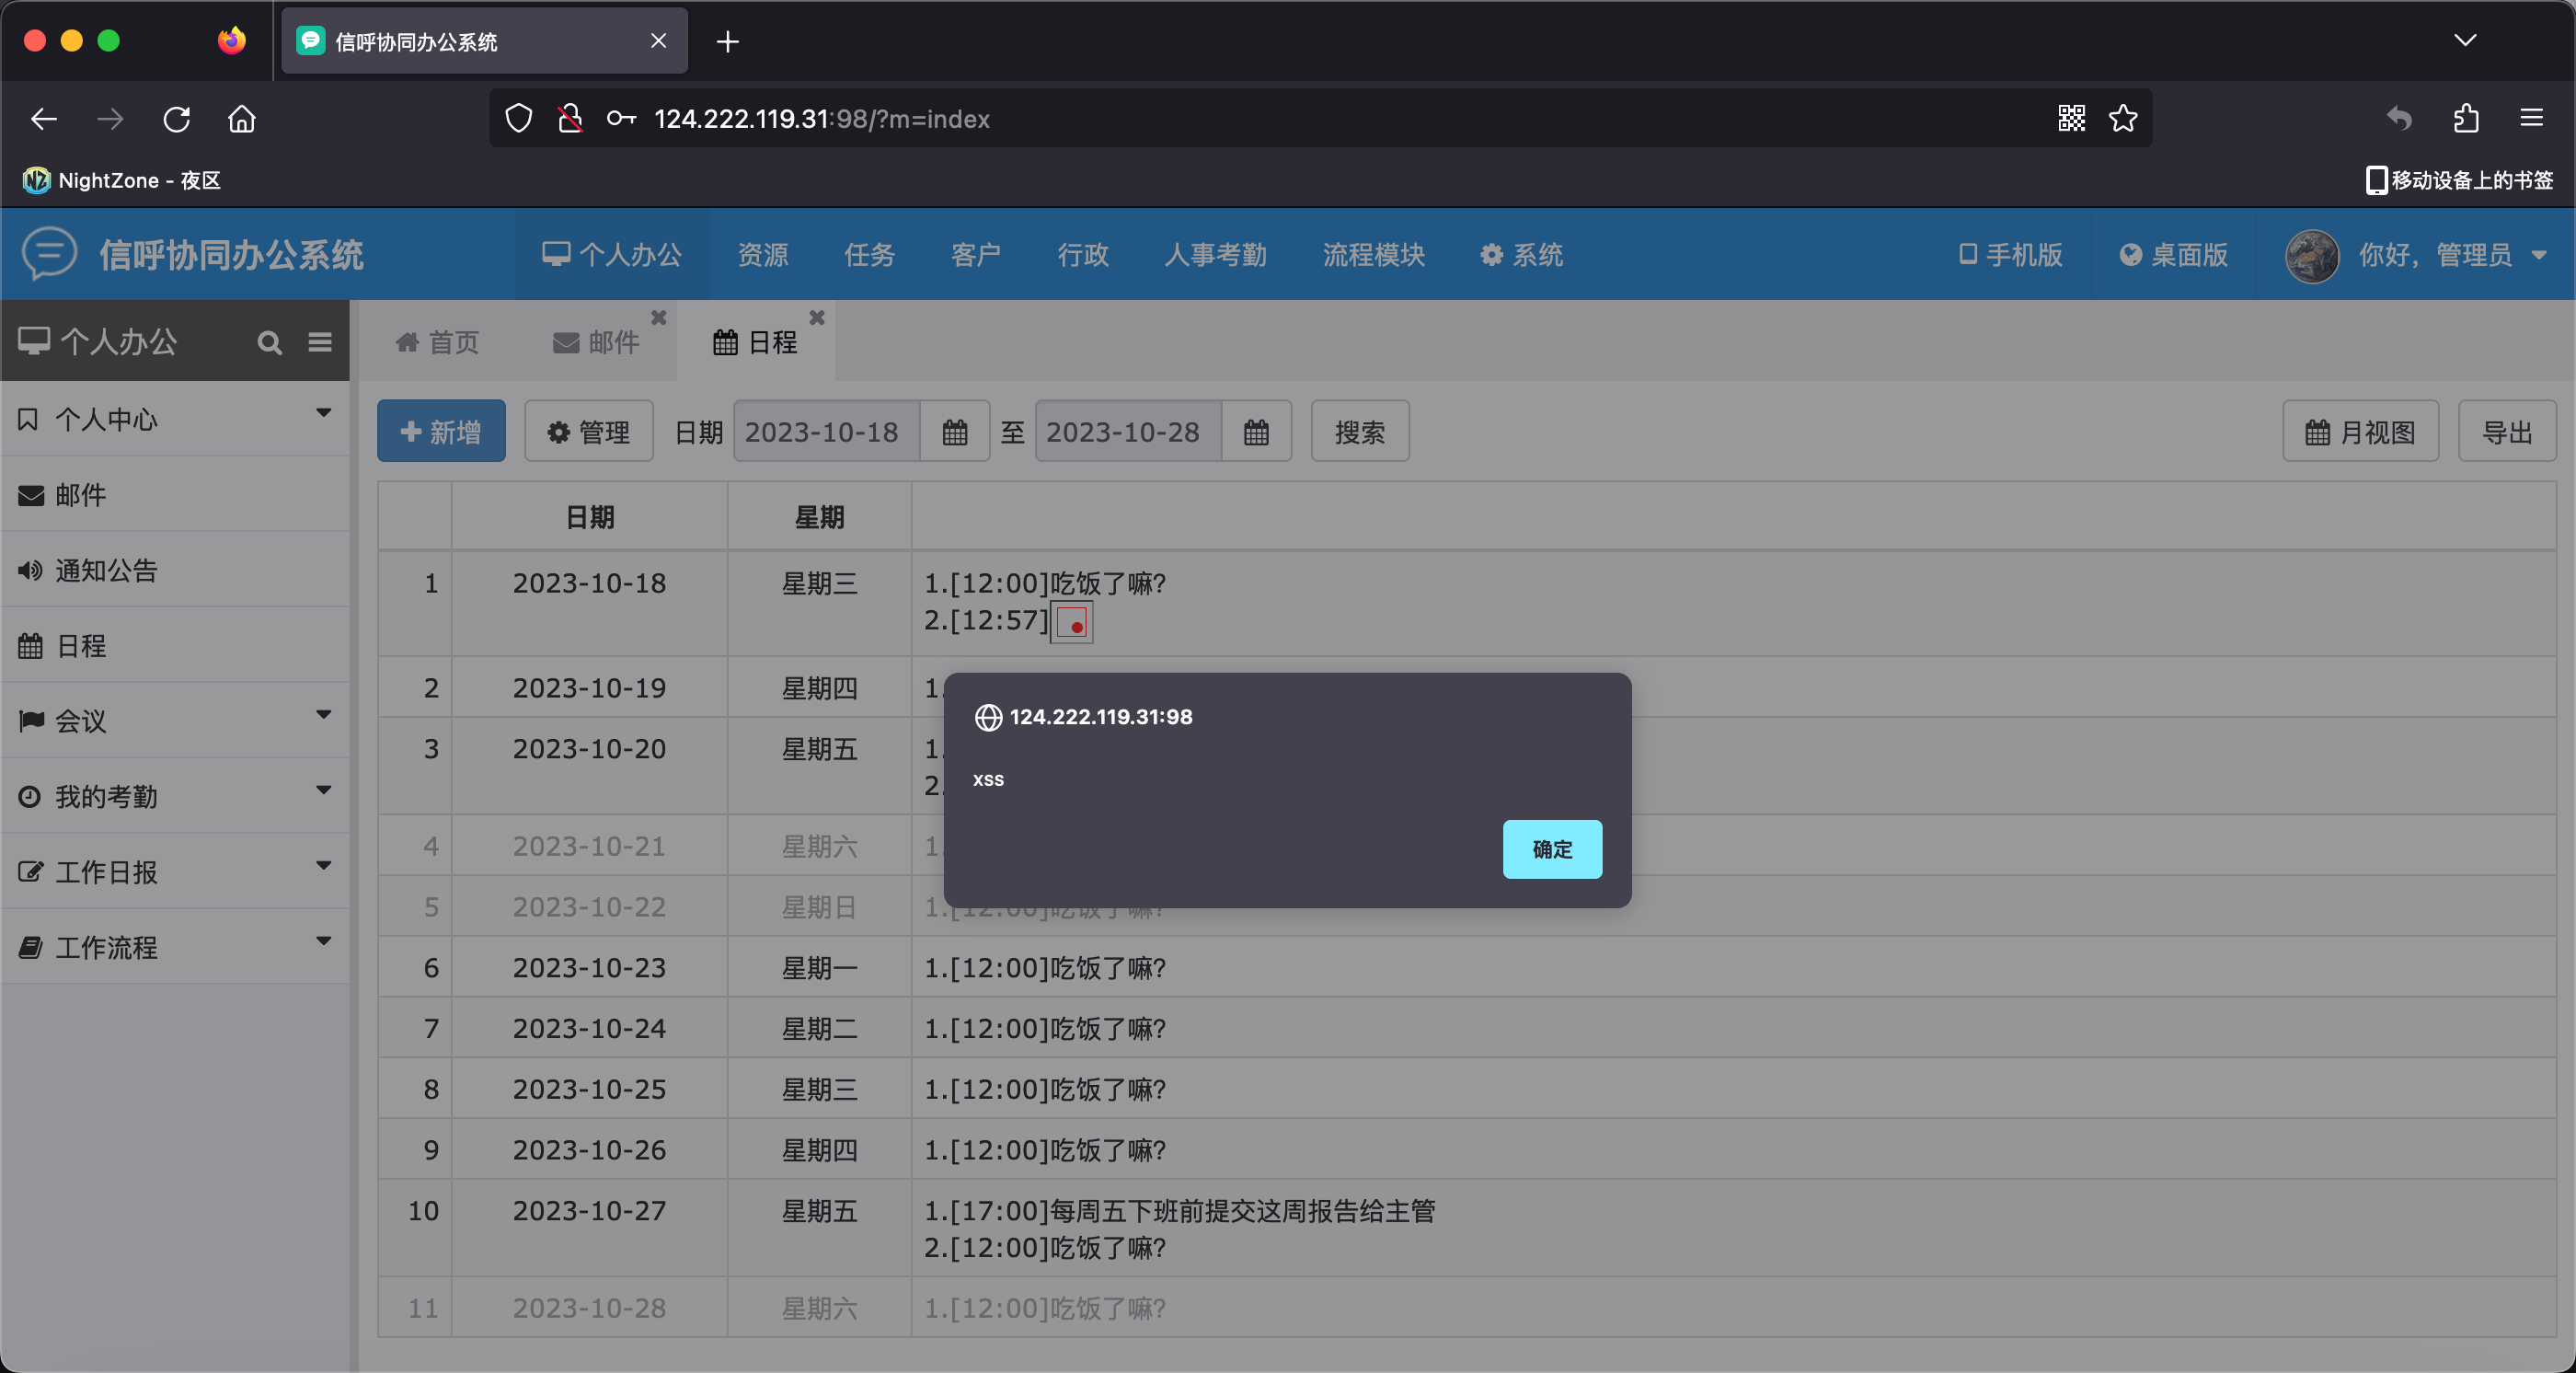 信呼协同办公系统
124.222.119.31:98/?m=index
NightZone - 夜区
移动设备上的书签
信呼协同办公系统 个人办公 资源 任务 客户 行政 人事考勤 流程模块 系统 手机版 桌面版 你好，管理员
个人办公
首页 邮件 日程
个人中心
邮件
通知公告
日程
会议
我的考勤
工作日报
工作流程
新增 管理 日期 2023-10-18 至 2023-10-28 搜索 月视图 导出
日期 星期
1 2023-10-18 星期三 1.[12:00]吃饭了嘛?
2.[12:57]
2 2023-10-19 星期四 1.
3 2023-10-20 星期五 1.
2.
4 2023-10-21 星期六 1.
5 2023-10-22 星期日 1.[12:00]吃饭了嘛?
6 2023-10-23 星期一 1.[12:00]吃饭了嘛?
7 2023-10-24 星期二 1.[12:00]吃饭了嘛?
8 2023-10-25 星期三 1.[12:00]吃饭了嘛?
9 2023-10-26 星期四 1.[12:00]吃饭了嘛?
10 2023-10-27 星期五 1.[17:00]每周五下班前提交这周报告给主管
2.[12:00]吃饭了嘛?
11 2023-10-28 星期六 1.[12:00]吃饭了嘛?
124.222.119.31:98
xss
确定